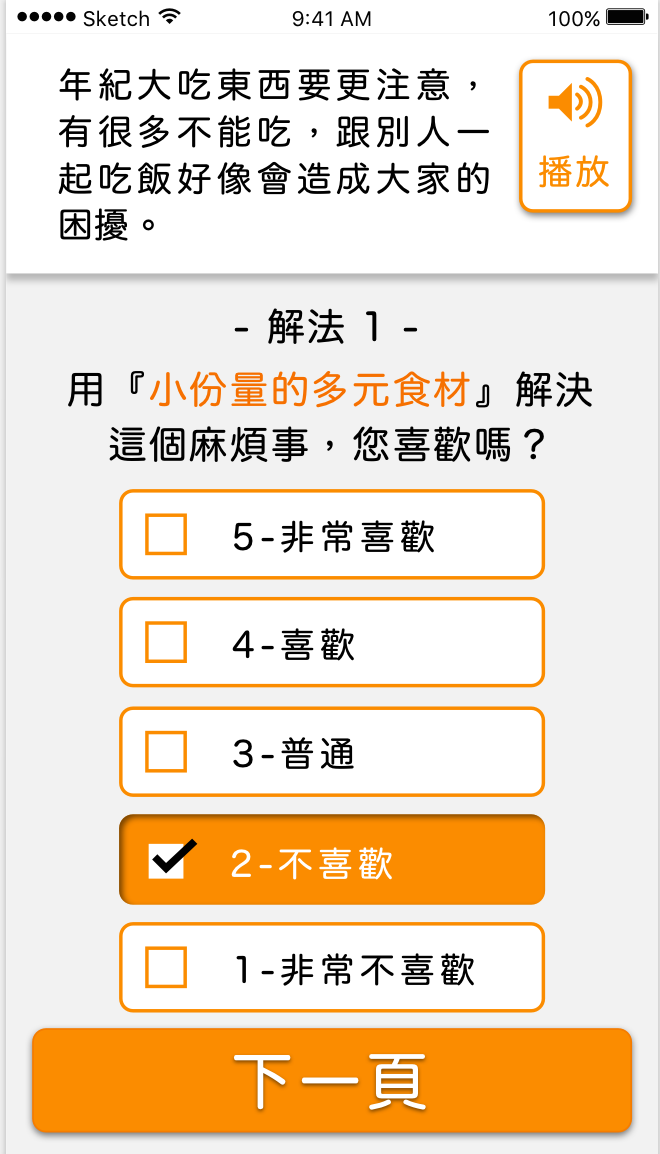 Sketch 9:41 AM 100%
年紀大吃東西要更注意，
有很多不能吃，跟別人一
起吃飯好像會造成大家的
困擾。
播放
- 解法 1 -
用『小份量的多元食材』解決
這個麻煩事，您喜歡嗎？
5-非常喜歡
4-喜歡
3-普通
2-不喜歡
1-非常不喜歡
下一頁